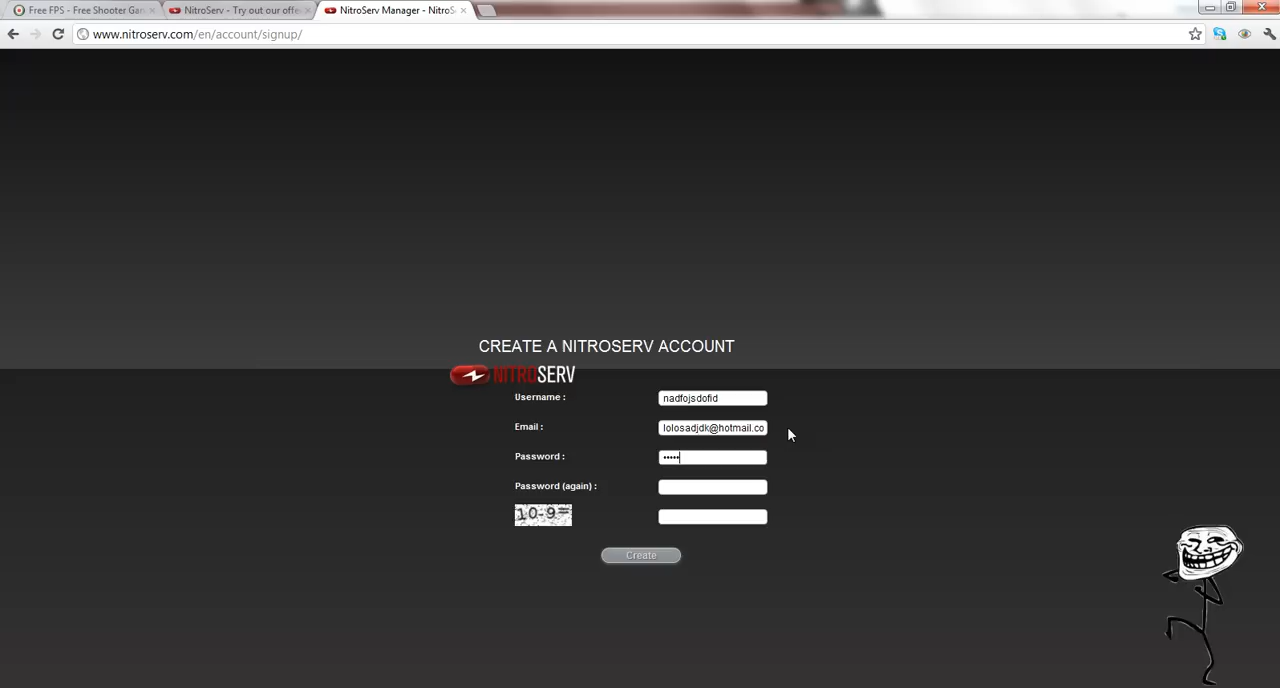 Free FPS - Free Shooter Gam
NitroServ - Try out our offe
NitroServ Manager - NitroS
www.nitroserv.com/en/account/signup/
CREATE A NITROSERV ACCOUNT
NITROSERV
Username :
nadfojsdofid
Email :
lolosadjdk@hotmail.co
Password :
•••••
Password (again) :
10-9=
Create